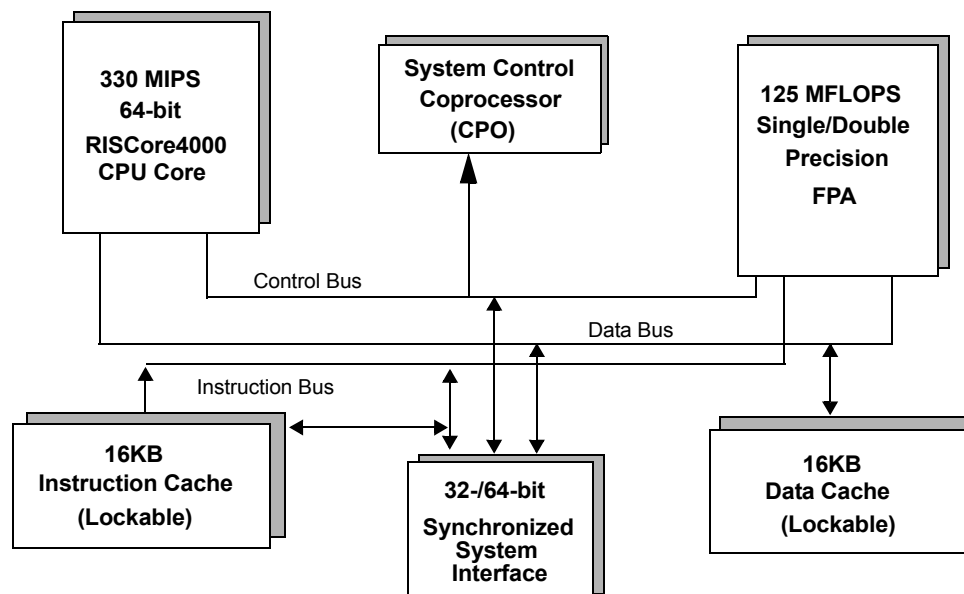 330 MIPS
64-bit
RISCore4000
CPU Core
System Control
Coprocessor
(CPO)
125 MFLOPS
Single/Double
Precision
FPA
Control Bus
Data Bus
Instruction Bus
16KB
Instruction Cache
(Lockable)
32-/64-bit
Synchronized
System
Interface
16KB
Data Cache
(Lockable)